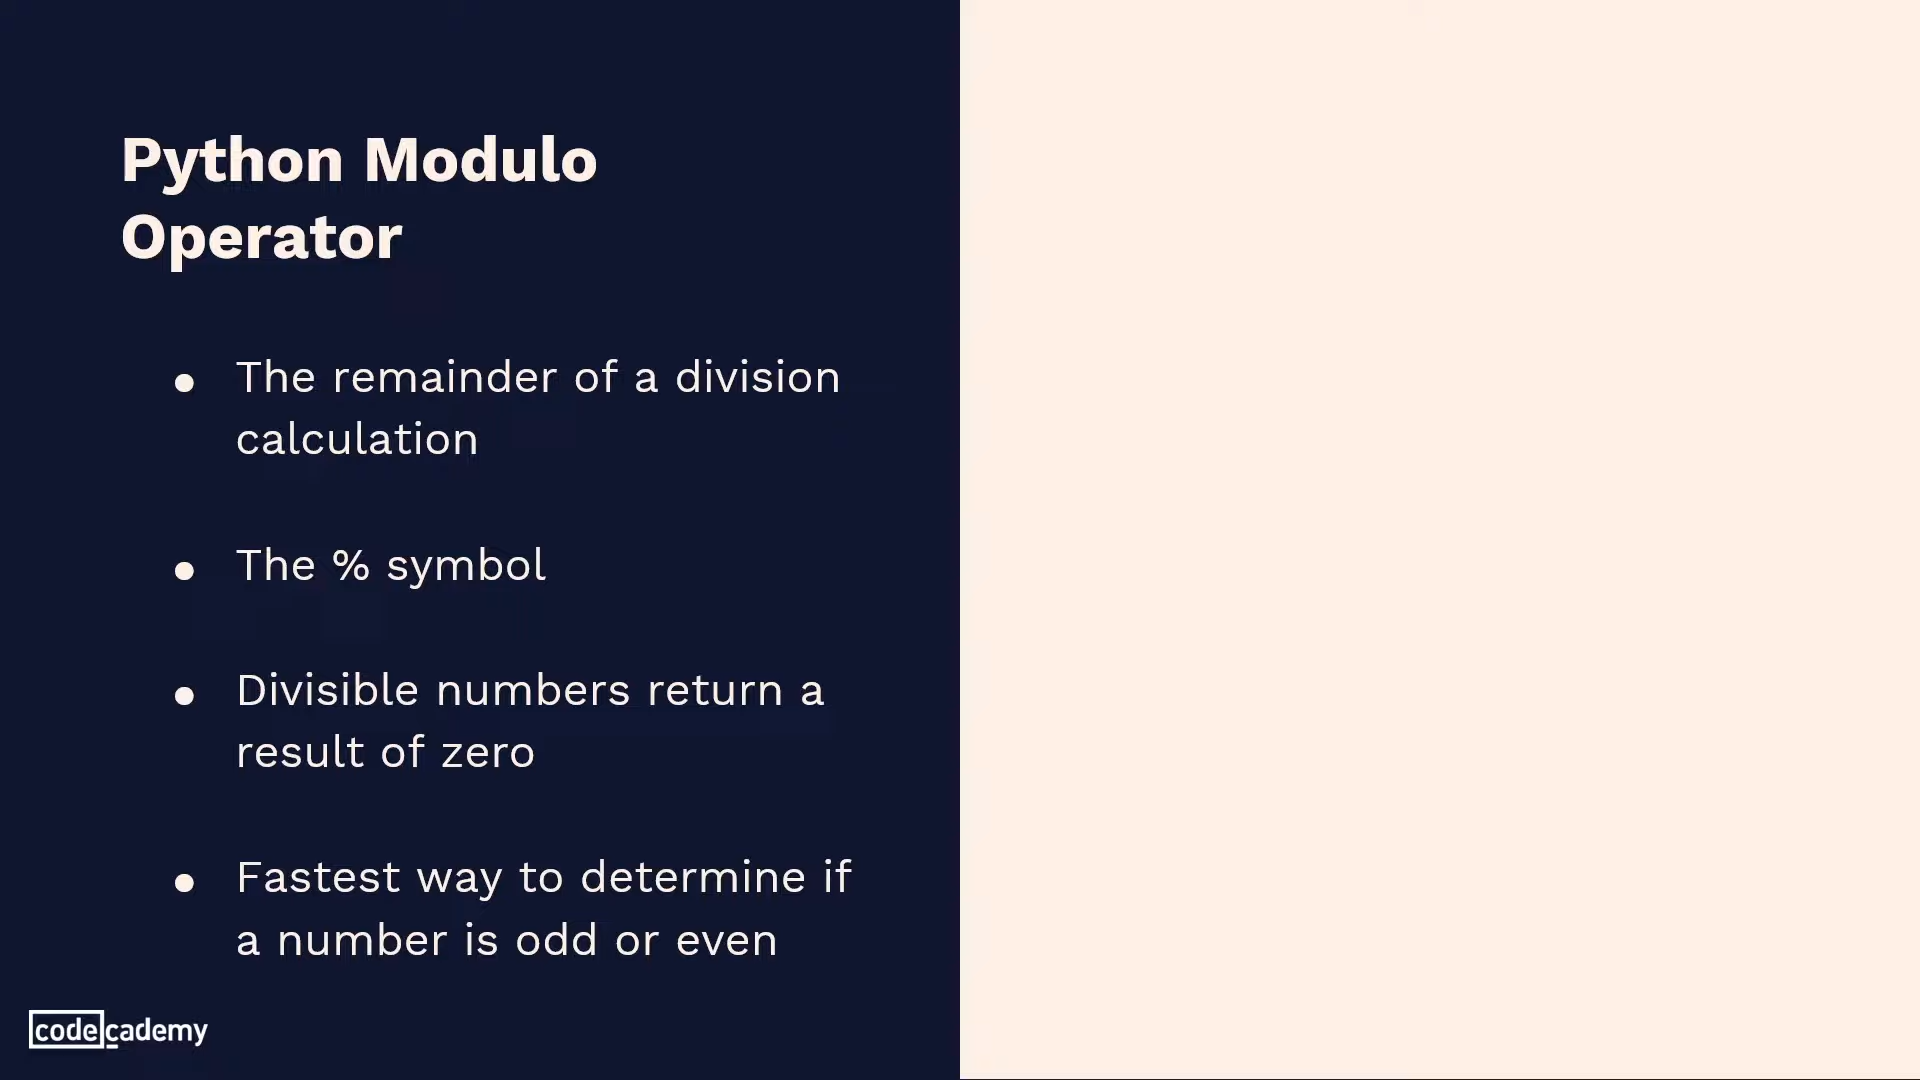 Python Modulo
Operator
● The remainder of a division
calculation
● The % symbol
● Divisible numbers return a
result of zero
● Fastest way to determine if
a number is odd or even
codecademy